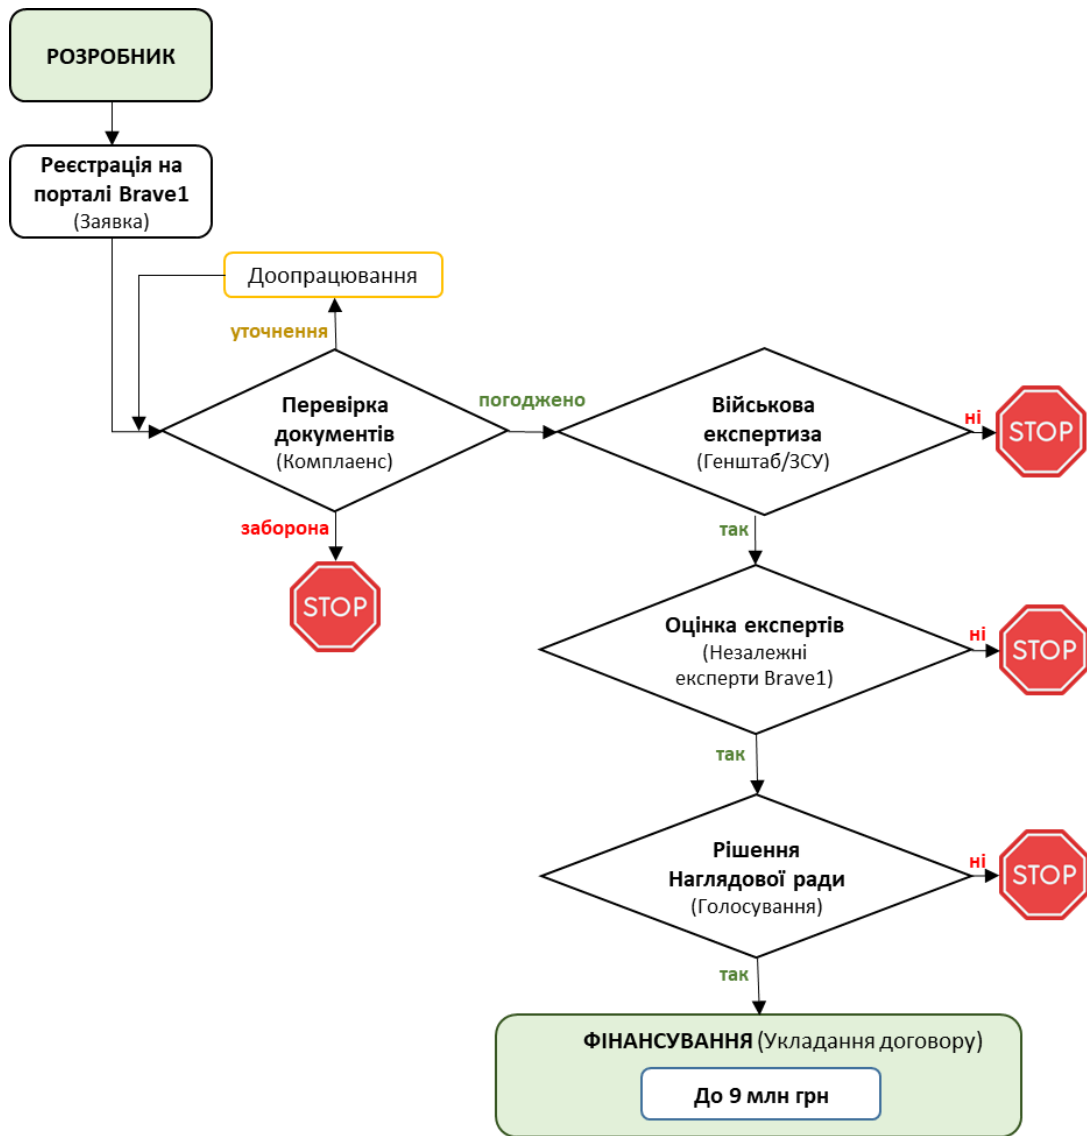 РОЗРОБНИК
Реєстрація на
порталі Brave1
(Заявка)
Доопрацювання
уточнення
Перевірка
документів
(Комплаенс)
погоджено
заборона
STOP
Військова
експертиза
(Генштаб/ЗСУ)
ні
STOP
так
Оцінка експертів
(Незалежні
експерти Brave1)
ні
STOP
так
Рішення
Наглядової ради
(Голосування)
ні
STOP
так
ФІНАНСУВАННЯ (Укладання договору)
До 9 млн грн